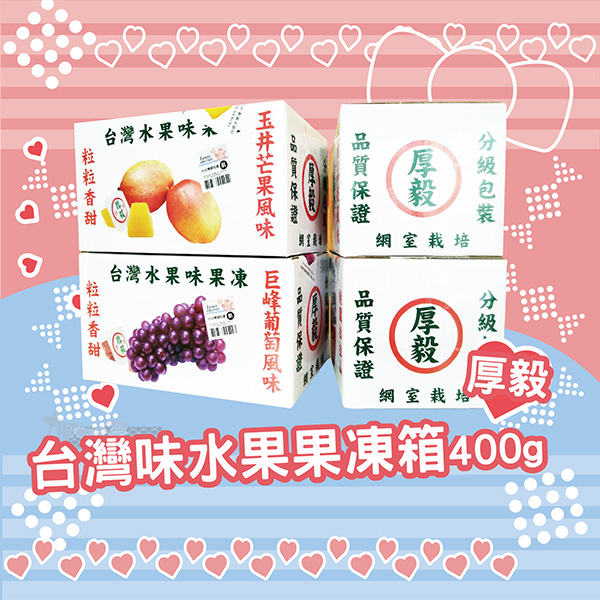 台灣水果味果凍
玉井芒果風味
粒粒香甜
品質保證
厚毅
品質保證
厚毅
分級包裝
網室栽培
台灣水果味果凍
巨峰葡萄風味
粒粒香甜
品質保證
厚毅
品質保證
厚毅
分級
網室栽培
厚毅
台灣味水果果凍箱400g